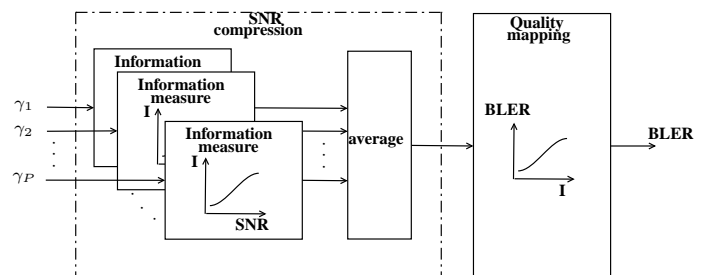 SNR
compression
Quality
mapping
Information
Information
measure
I
Information
measure
I
SNR
γ1
γ2
γP
average
BLER
I
BLER